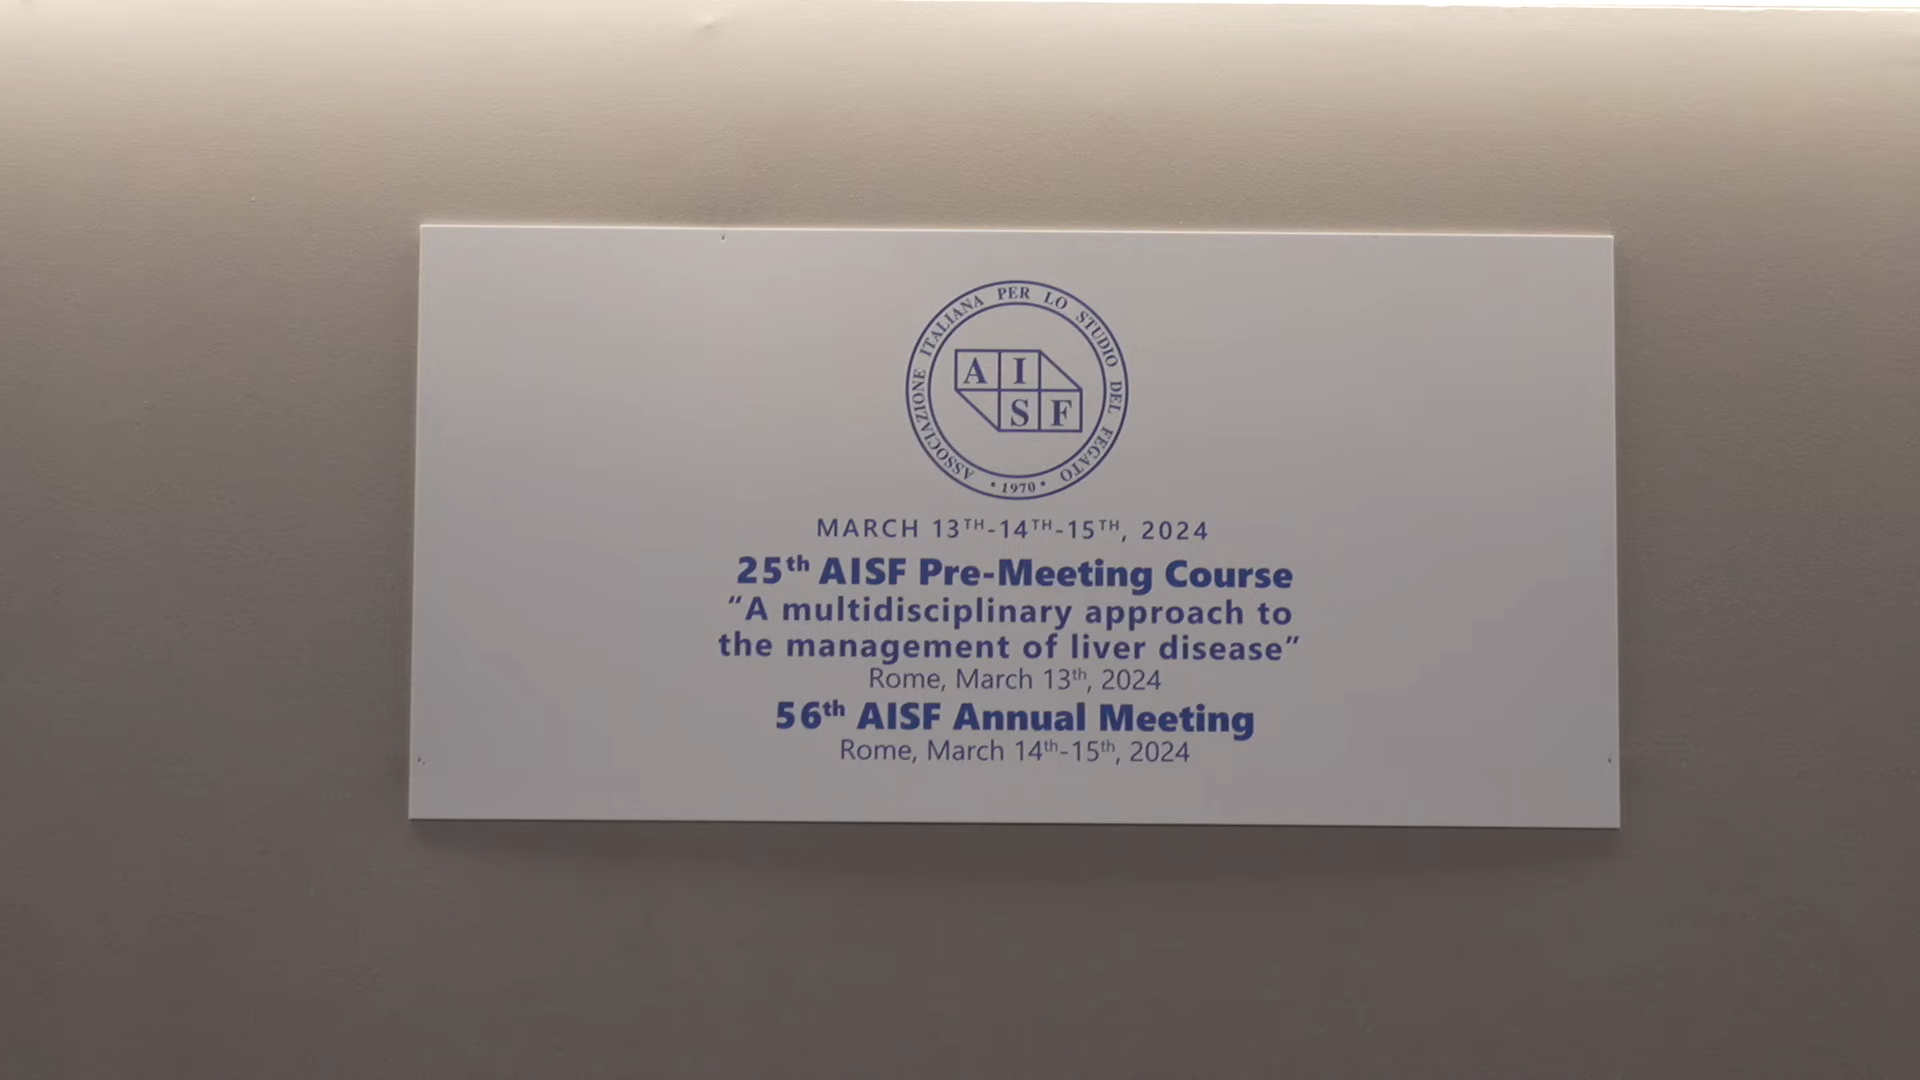 ASSOCIAZIONE ITALIANA PER LO STUDIO DEL FEGATO
A I
S F
• 1970 •
MARCH 13TH-14TH-15TH, 2024
25th AISF Pre-Meeting Course
“A multidisciplinary approach to
the management of liver disease”
Rome, March 13th, 2024
56th AISF Annual Meeting
Rome, March 14th-15th, 2024